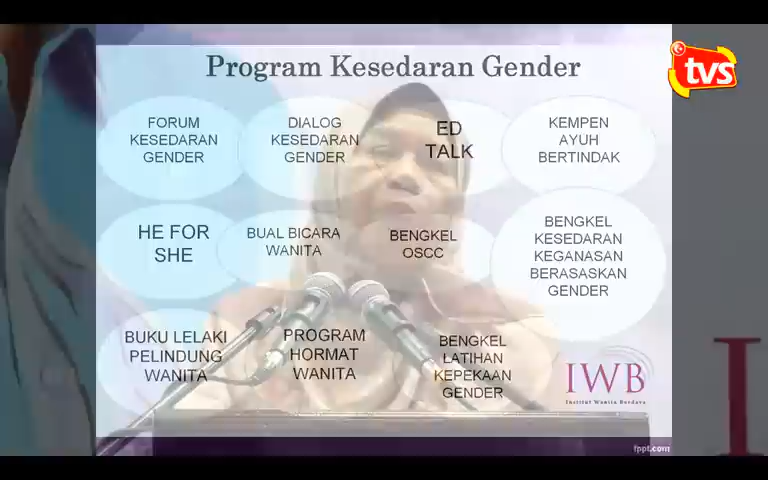 Program Kesedaran Gender
tvs
FORUM
KESEDARAN
GENDER
DIALOG
KESEDARAN
GENDER
ED
TALK
KEMPEN
AYUH
BERTINDAK
HE FOR
SHE
BUAL BICARA
WANITA
BENGKEL
OSCC
BENGKEL
KESEDARAN
KEGANASAN
BERASASKAN
GENDER
BUKU LELAKI
PELINDUNG
WANITA
PROGRAM
HORMAT
WANITA
BENGKEL
LATIHAN
KEPEKAAN
GENDER
IWB
Institut Wanita Berdaya
fppt.com
I